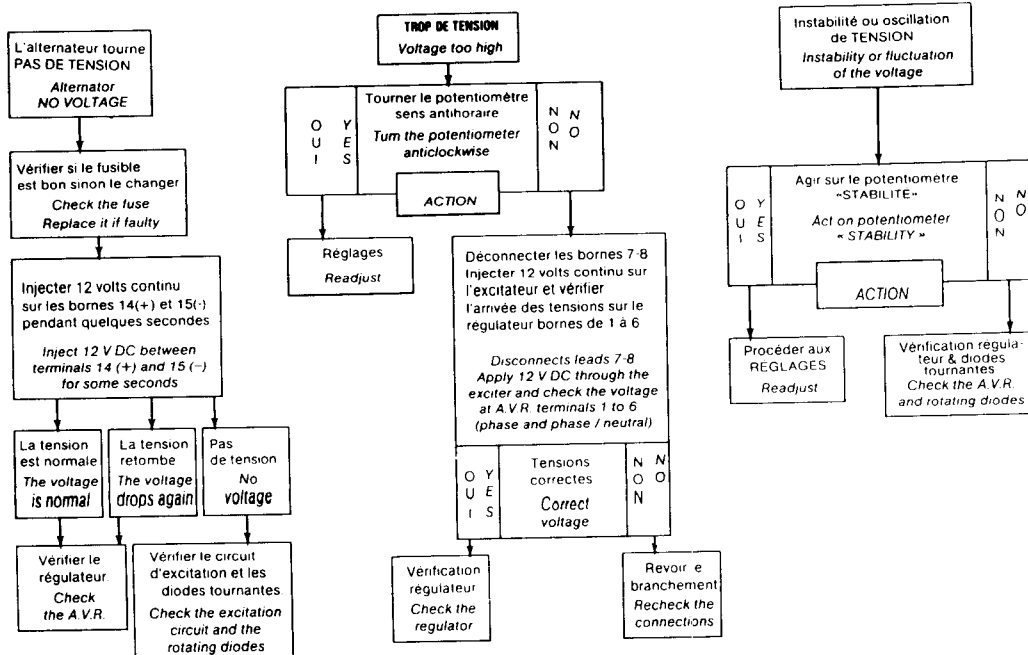 L'alternateur tourne
PAS DE TENSION
Alternator
NO VOLTAGE
Vérifier si le fusible
est bon sinon le changer
Check the fuse
Replace it if faulty
Injecter 12 volts continu
sur les bornes 14(+) et 15(-)
pendant quelques secondes
Inject 12 V DC between
terminals 14 (+) and 15 (-)
for some seconds
La tension
est normale
The voltage
is normal
La tension
retombe
The voltage
drops again
Pas
de tension
No
voltage
Vérifier le
régulateur.
Check
the A.V.R.
Vérifier le circuit
d'excitation et les
diodes tournantes.
Check the excitation
circuit and the
rotating diodes
TROP DE TENSION
Voltage too high
OUI
YES
Tourner le potentiomètre
sens antihoraire
Turn the potentiometer
anticlockwise
NON
NO
ACTION
Réglages
Readjust
Déconnecter les bornes 7-8
Injecter 12 volts continu sur
l'excitateur et vérifier
l'arrivée des tensions sur le
régulateur bornes de 1 à 6
Disconnects leads 7-8
Apply 12 V DC through the
exciter and check the voltage
at A.V.R. terminals 1 to 6
(phase and phase / neutral)
OUI
YES
Tensions
correctes
Correct
voltage
NON
NO
Vérification
régulateur
Check the
regulator
Revoir e
branchement
Recheck the
connections
Instabilité ou oscillation
de TENSION
Instability or fluctuation
of the voltage
OUI
YES
Agir sur le potentiomètre
«STABILITE»
Act on potentiometer
« STABILITY »
NON
NO
ACTION
Procéder aux
RÉGLAGES
Readjust
Vérification régula-
teur & diodes
tournantes
Check the A.V.R.
and rotating diodes